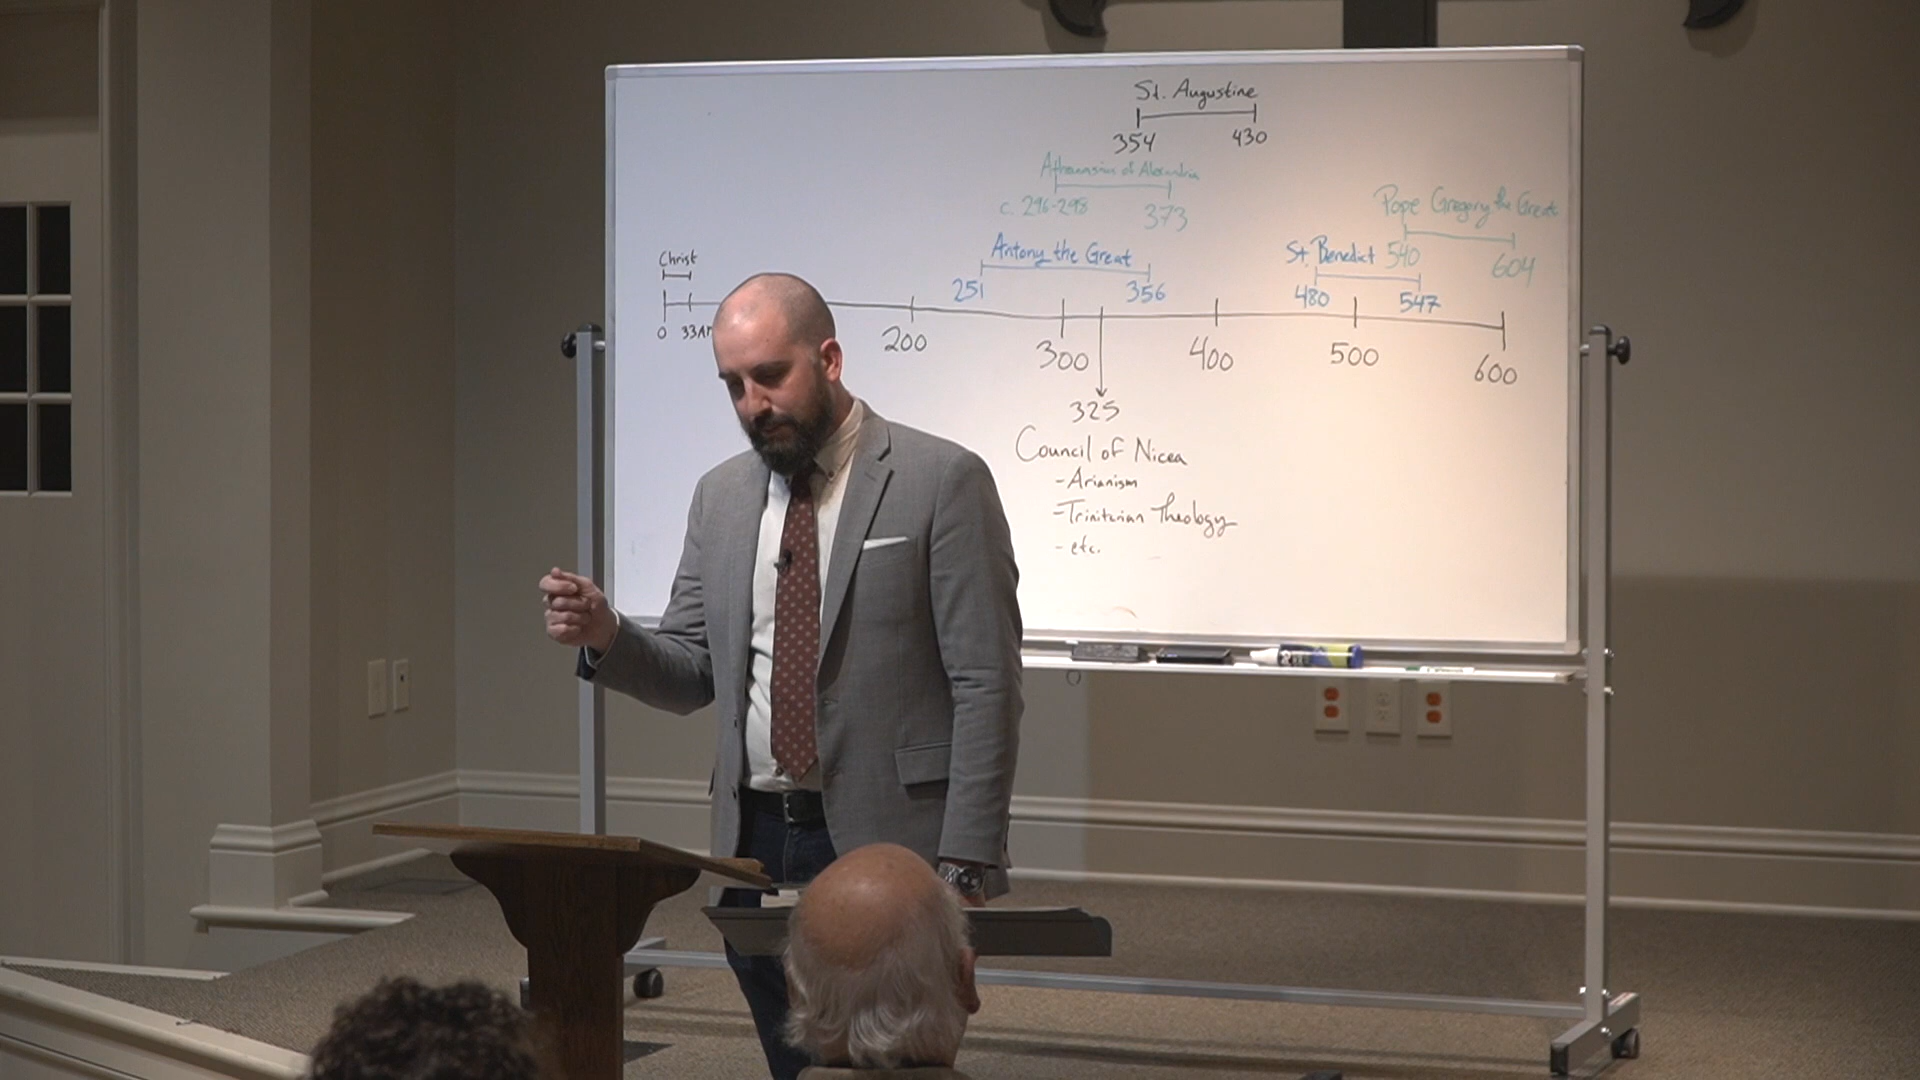 St. Augustine
354 430
Athanasius of Alexandria
c. 296-298 373
Pope Gregory the Great
540 604
Christ
Antony the Great
251 356
St. Benedict
480 547
0 33A 200 300 400 500 600
325
Council of Nicea
- Arianism
- Trinitarian Theology
- etc.